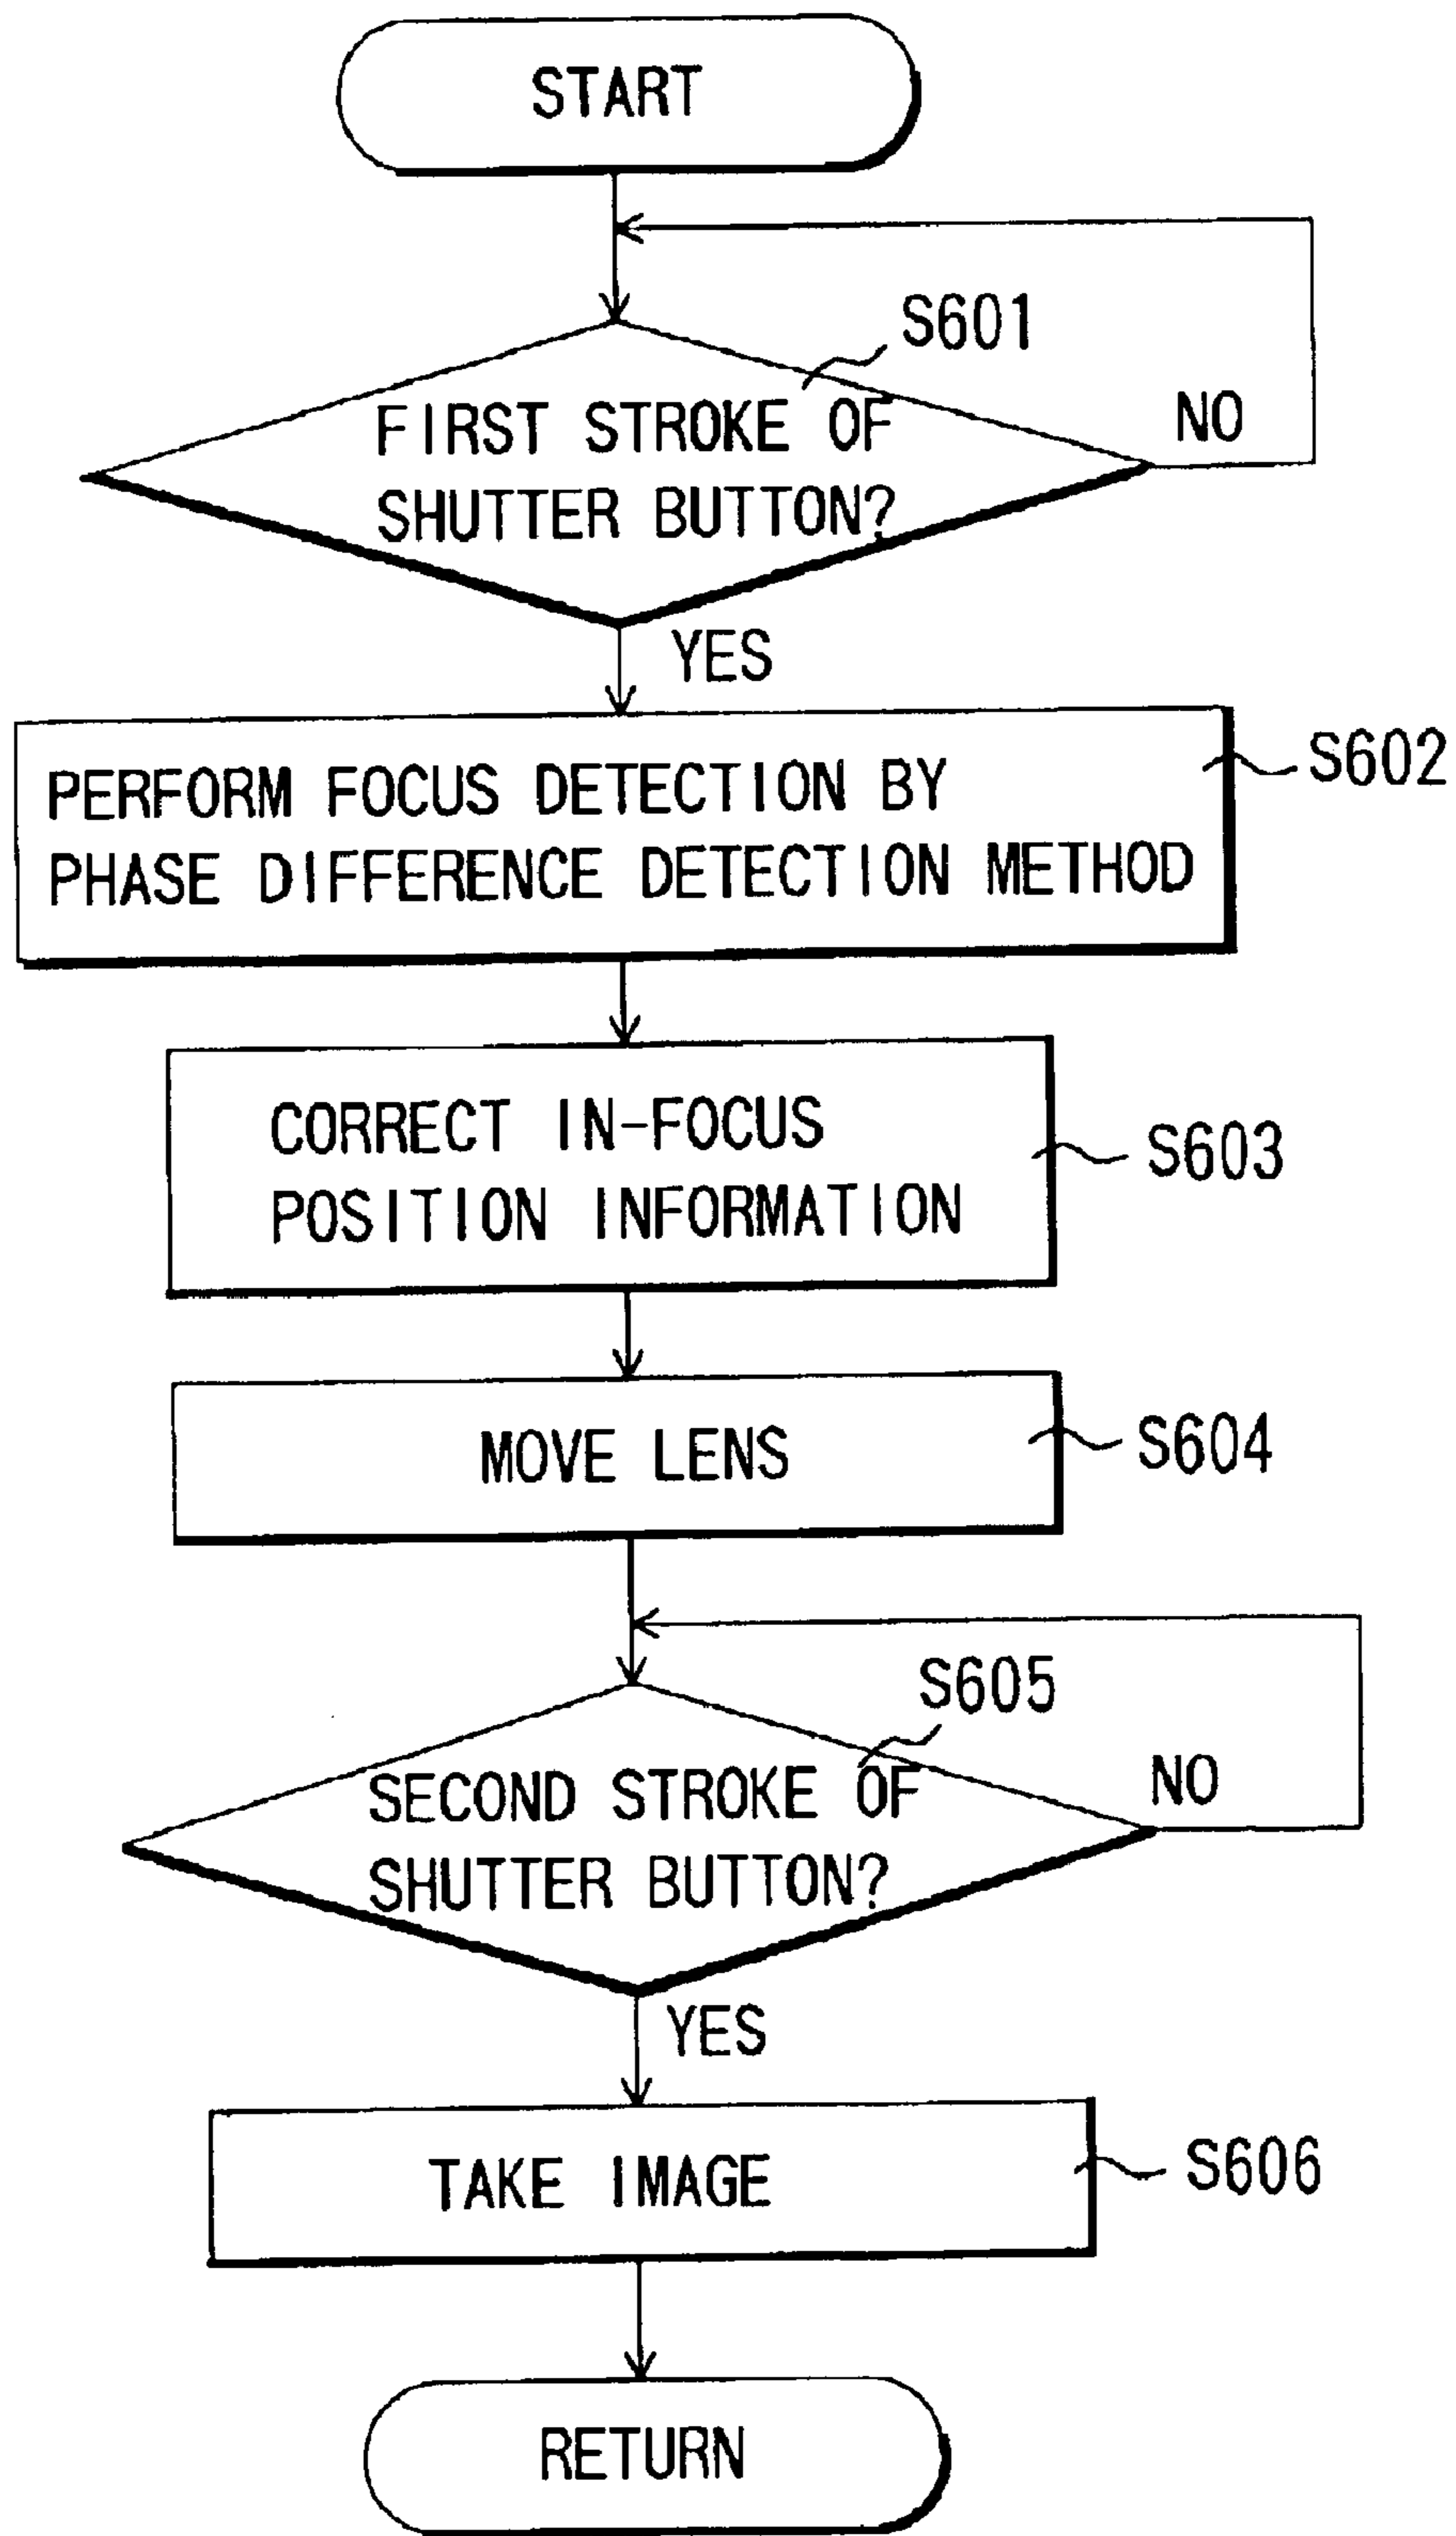 START
S601
FIRST STROKE OF
SHUTTER BUTTON?
NO
YES
PERFORM FOCUS DETECTION BY
PHASE DIFFERENCE DETECTION METHOD
S602
CORRECT IN-FOCUS
POSITION INFORMATION
S603
MOVE LENS
S604
S605
SECOND STROKE OF
SHUTTER BUTTON?
NO
YES
TAKE IMAGE
S606
RETURN